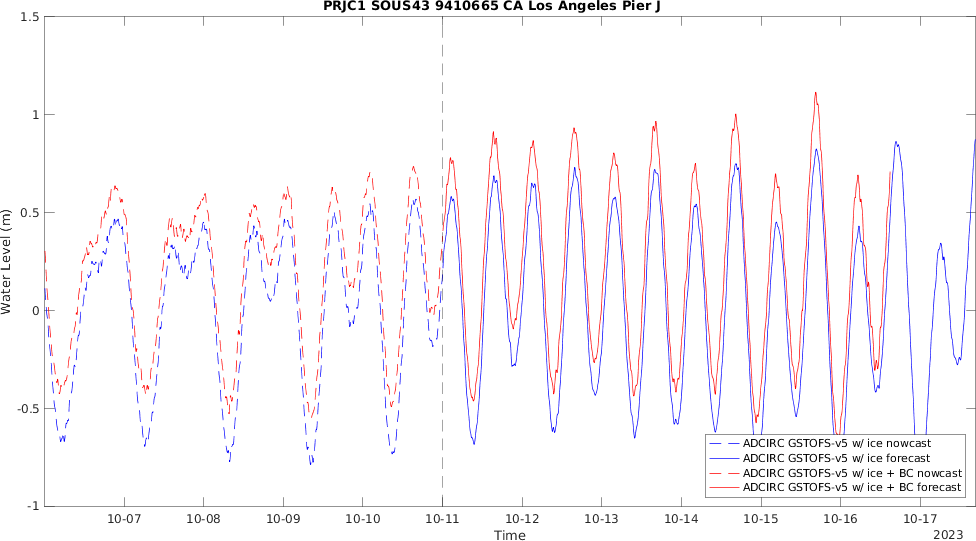 PRJC1 SOUS43 9410665 CA Los Angeles Pier J
1.5
1
0.5
0
-0.5
-1
Water Level (m)
ADCIRC GSTOFS-v5 w/ ice nowcast
ADCIRC GSTOFS-v5 w/ ice forecast
ADCIRC GSTOFS-v5 w/ ice + BC nowcast
ADCIRC GSTOFS-v5 w/ ice + BC forecast
10-07 10-08 10-09 10-10 10-11 10-12 10-13 10-14 10-15 10-16 10-17
Time
2023